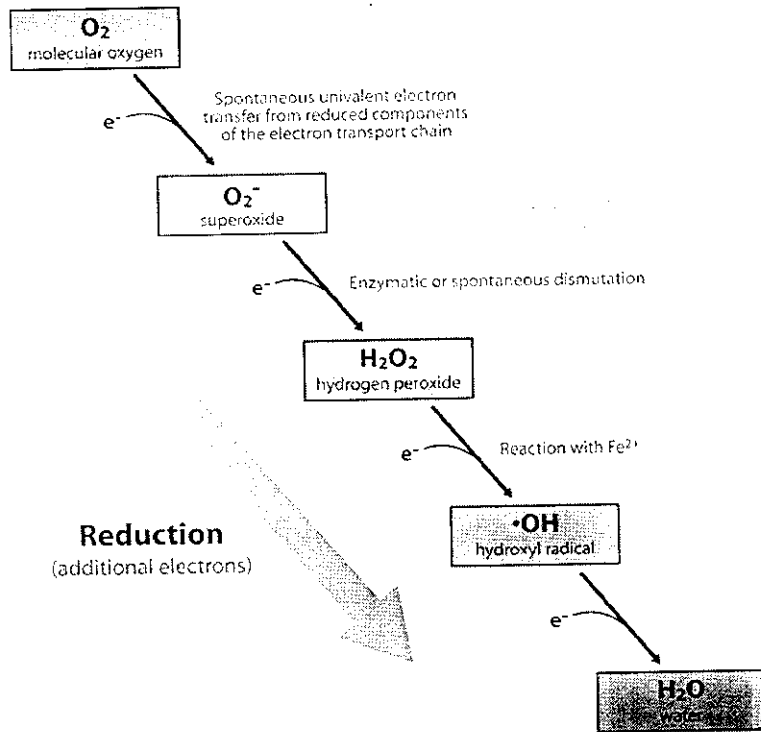 O₂
molecular oxygen
e⁻
Spontaneous univalent electron
transfer from reduced components
of the electron transport chain
O₂⁻
superoxide
e⁻
Enzymatic or spontaneous dismutation
H₂O₂
hydrogen peroxide
e⁻
Reaction with Fe²⁺
•OH
hydroxyl radical
Reduction
(additional electrons)
e⁻
H₂O
water